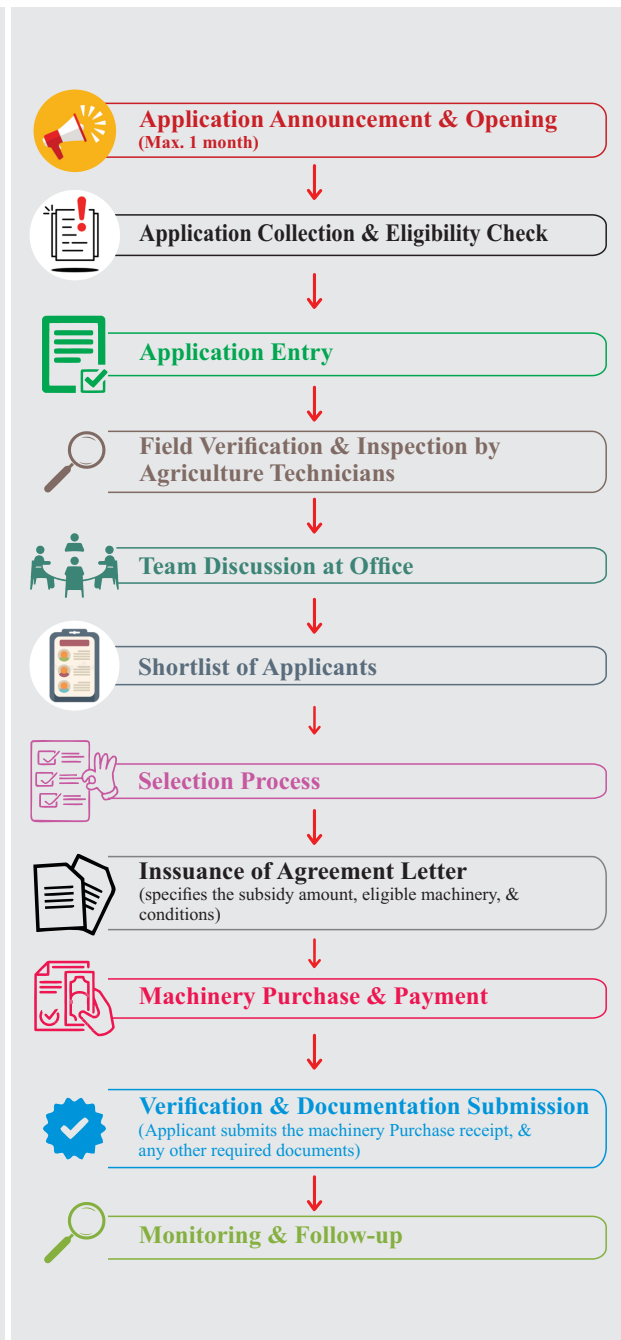 Application Announcement & Opening
(Max. 1 month)
Application Collection & Eligibility Check
Application Entry
Field Verification & Inspection by
Agriculture Technicians
Team Discussion at Office
Shortlist of Applicants
Selection Process
Inssuance of Agreement Letter
(specifies the subsidy amount, eligible machinery, &
conditions)
Machinery Purchase & Payment
Verification & Documentation Submission
(Applicant submits the machinery Purchase receipt, &
any other required documents)
Monitoring & Follow-up